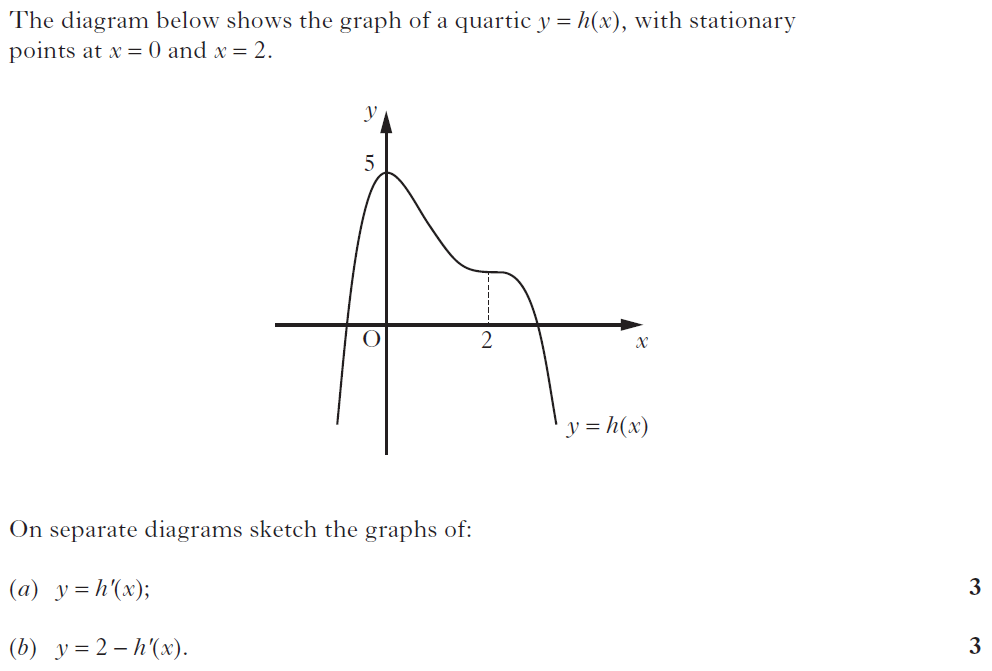 The diagram below shows the graph of a quartic y = h(x), with stationary
points at x = 0 and x = 2.
y
5
O
2
x
y = h(x)
On separate diagrams sketch the graphs of:
(a) y = h′(x); 3
(b) y = 2 – h′(x). 3